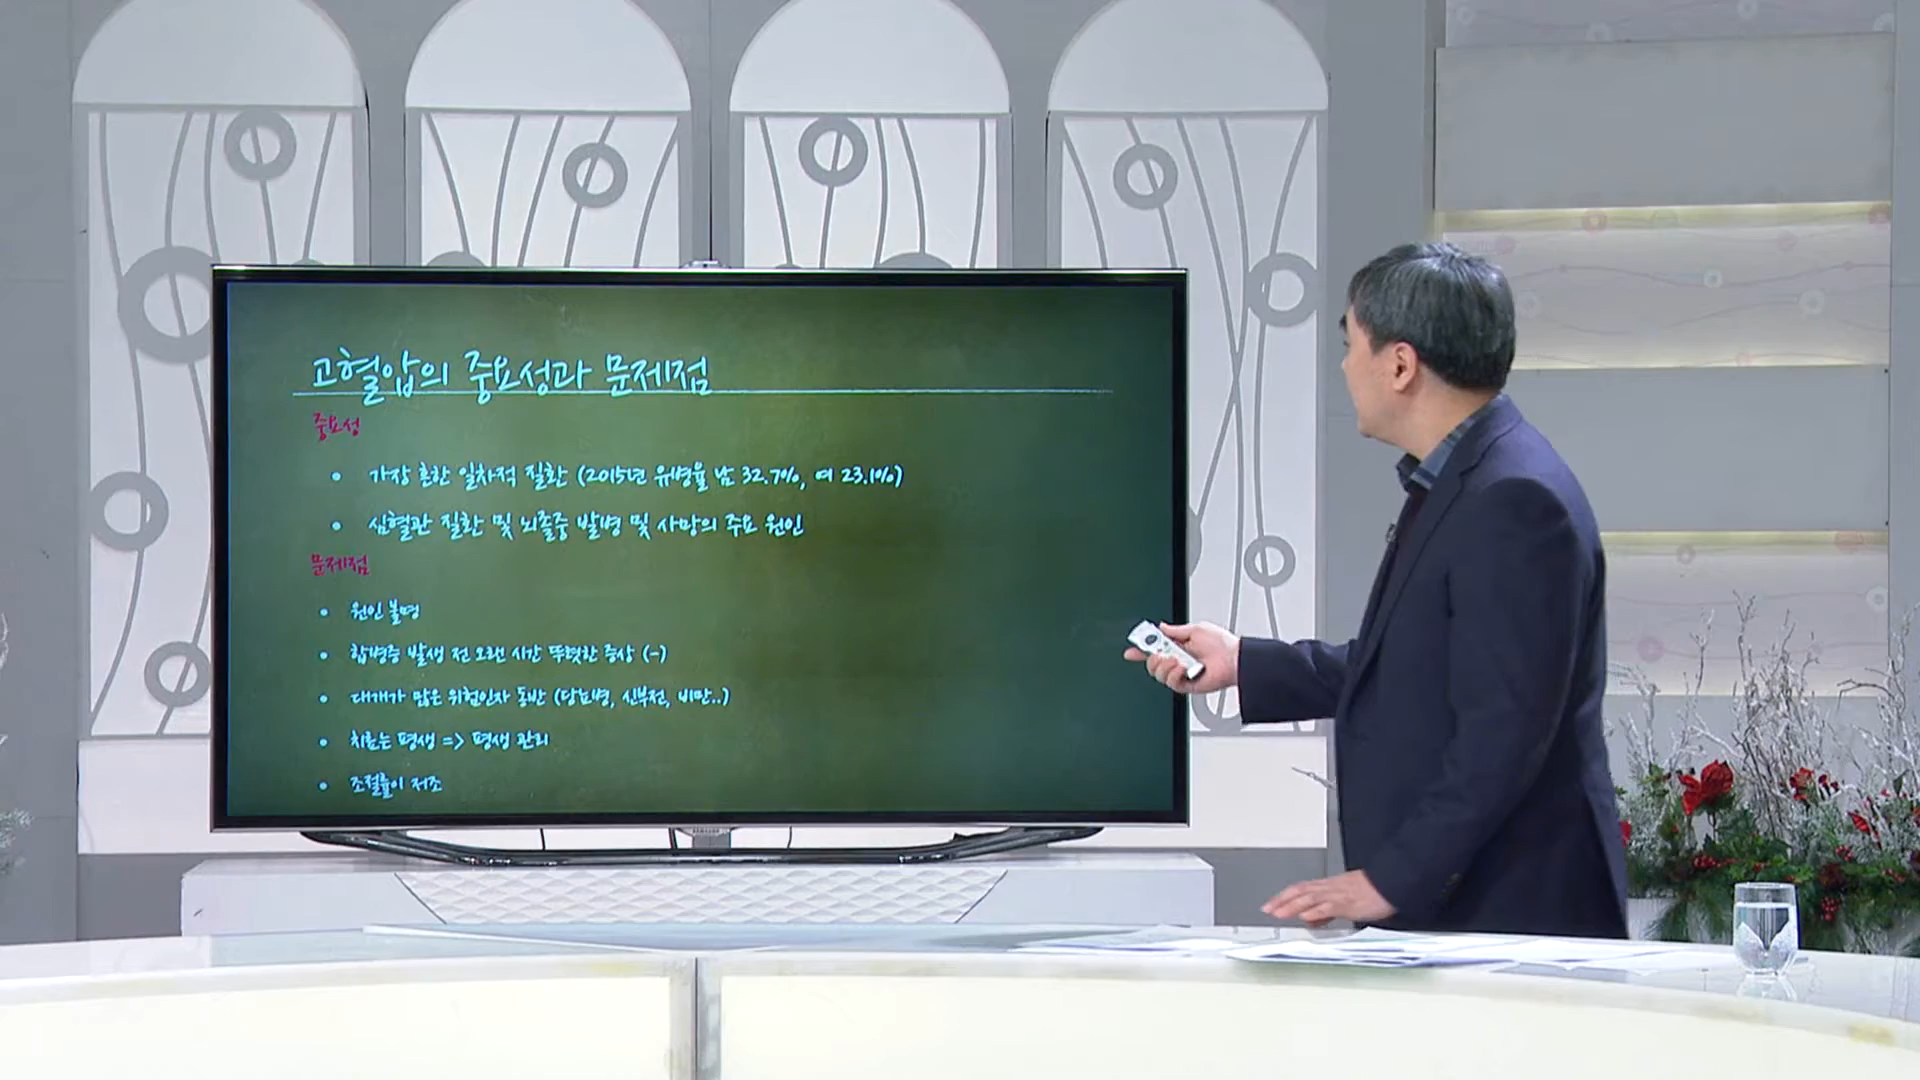 고혈압의 중요성과 문제점
중요성
• 가장 흔한 일차적 질환 (2015년 유병율 남 32.7%, 여 23.1%)
• 심혈관 질환 및 뇌졸중 발병 및 사망의 주요 원인
문제점
• 원인 불명
• 합병증 발생 전 오랜 시간 뚜렷한 증상 (-)
• 대개가 많은 위험인자 동반 (당뇨병, 신부전, 비만..)
• 치료는 평생 => 평생 관리
• 조절률이 저조
SAMSUNG